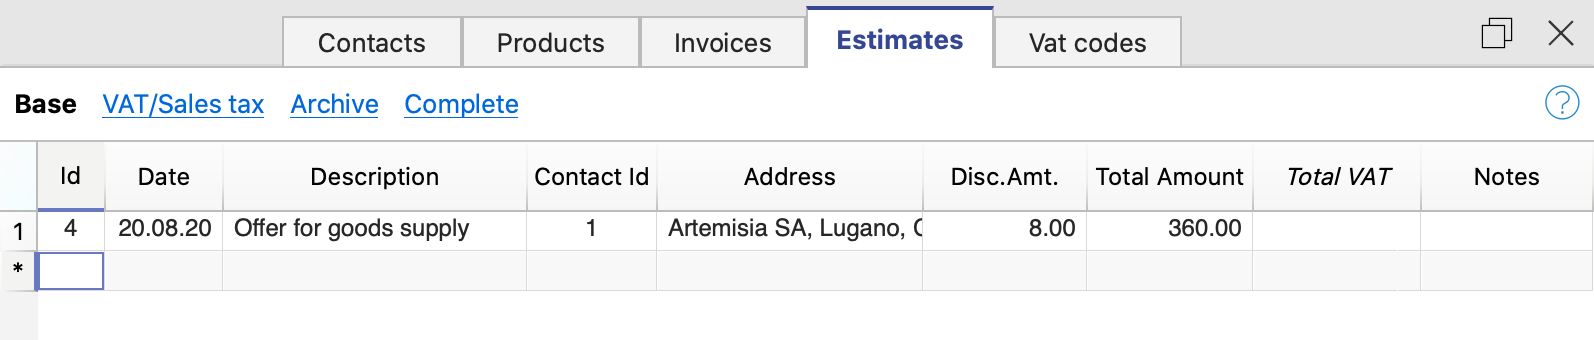 Contacts Products Invoices Estimates Vat codes
Base VAT/Sales tax Archive Complete ?
Id Date Description Contact Id Address Disc.Amt. Total Amount Total VAT Notes
1 4 20.08.20 Offer for goods supply 1 Artemisia SA, Lugano, 8.00 360.00
*